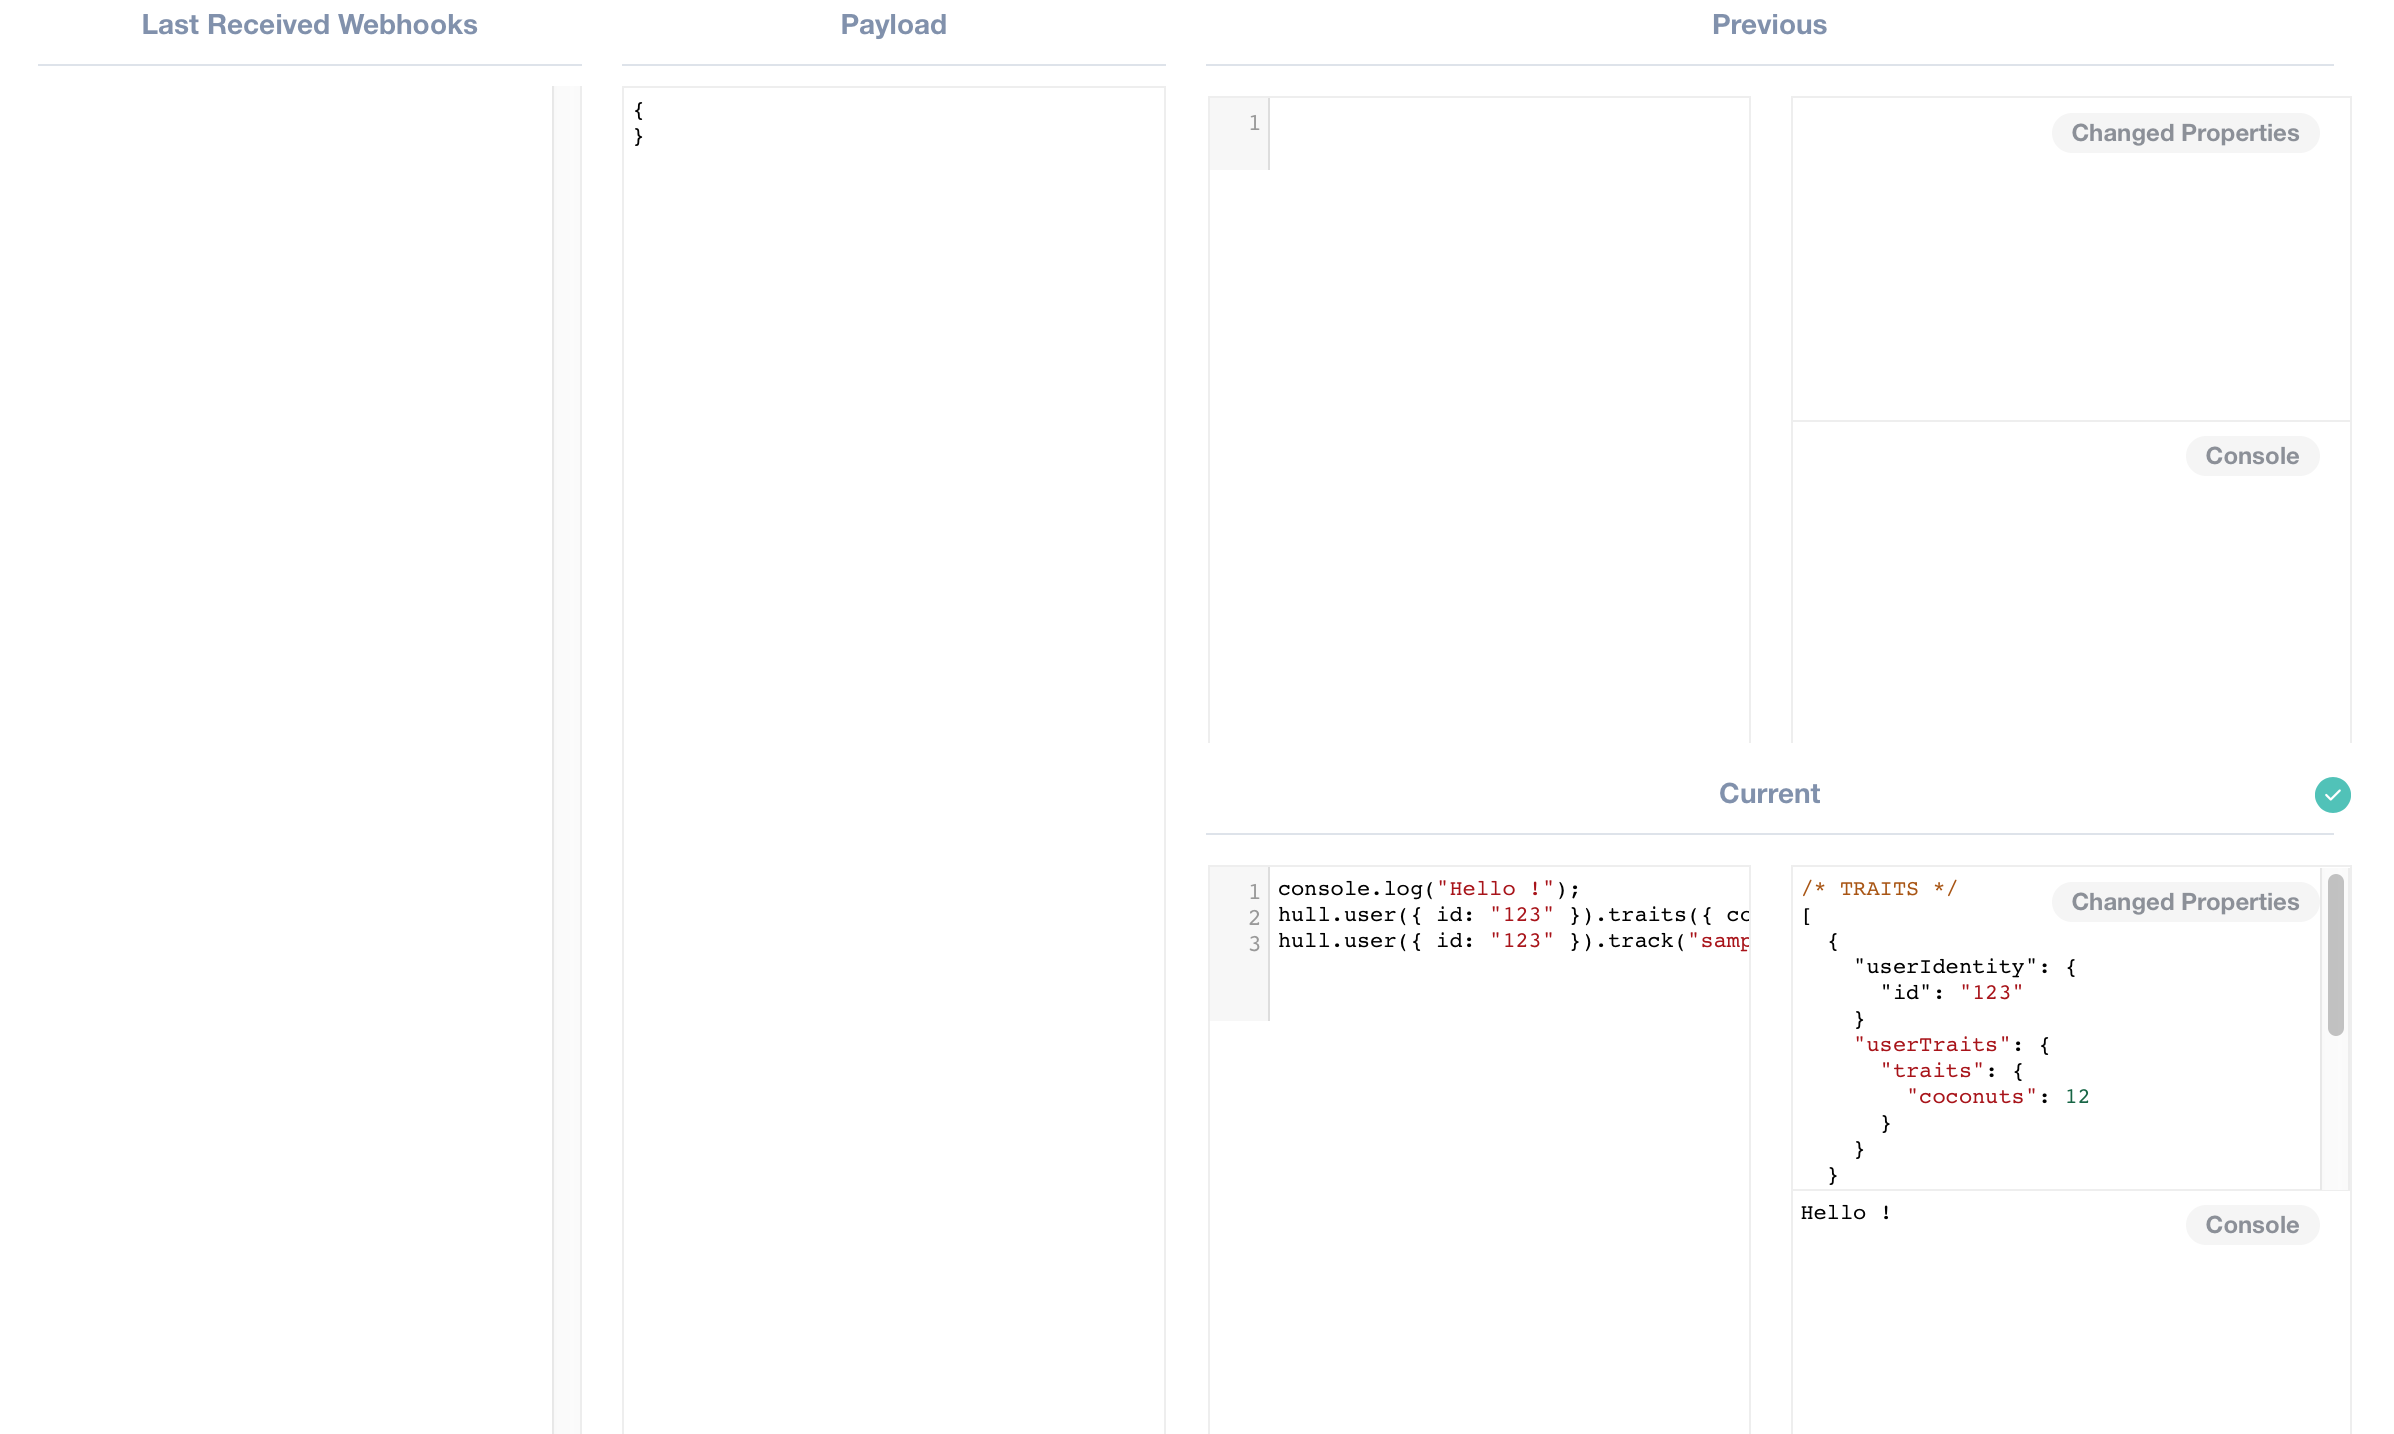 Last Received Webhooks
Payload
{
}
Previous
1
Changed Properties
Console
Current
1 console.log("Hello !");
2 hull.user({ id: "123" }).traits({ co
3 hull.user({ id: "123" }).track("samp
Changed Properties
/* TRAITS */
[
  {
    "userIdentity": {
      "id": "123"
    }
    "userTraits": {
      "traits": {
        "coconuts": 12
      }
    }
  }
Hello !
Console